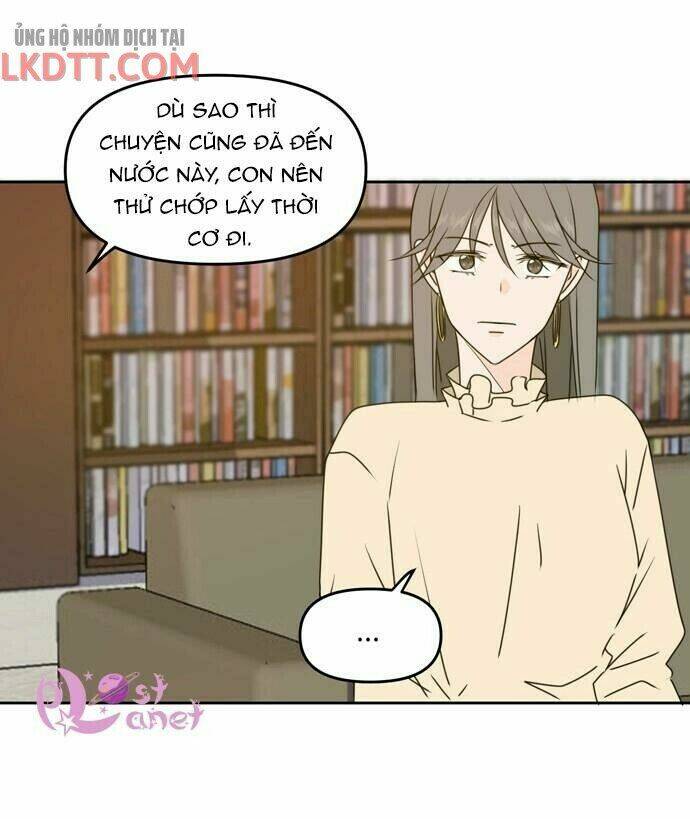 ỦNG HỘ NHÓM DỊCH TẠI
LKDTT.COM
DÙ SAO THÌ
CHUYỆN CŨNG ĐÃ ĐẾN
NƯỚC NÀY, CON NÊN
THỬ CHỚP LẤY THỜI
CƠ ĐI.
...
Lost
Planet